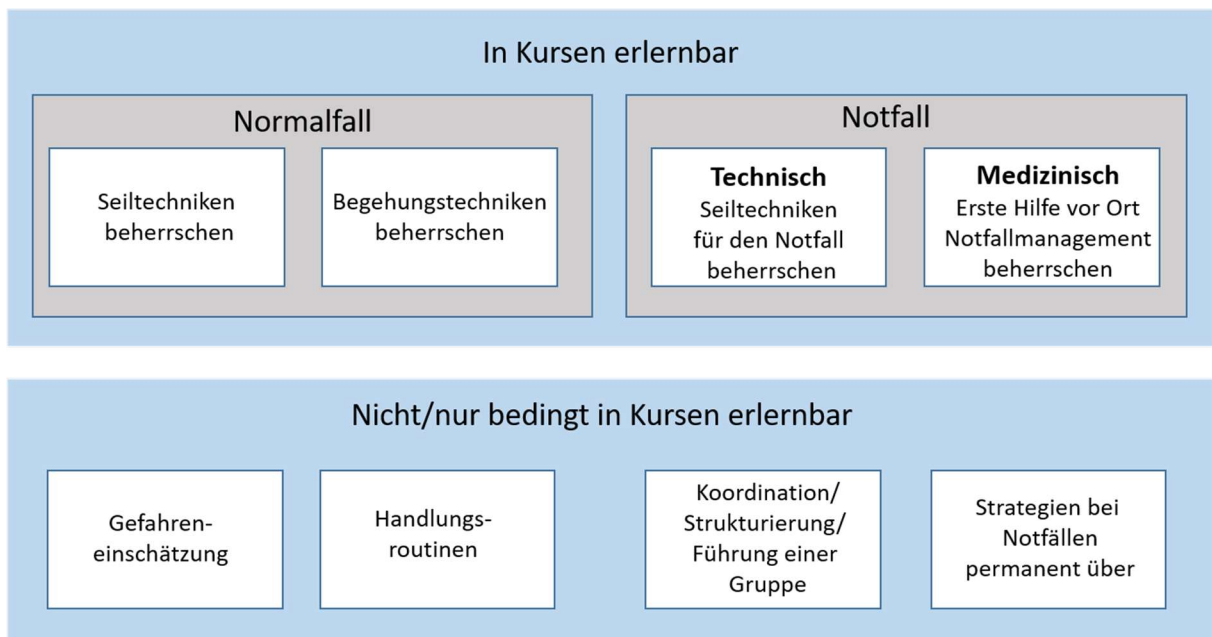 In Kursen erlernbar
Normalfall
Seiltechniken
beherrschen
Begehungstechniken
beherrschen
Notfall
Technisch
Seiltechniken
für den Notfall
beherrschen
Medizinisch
Erste Hilfe vor Ort
Notfallmanagement
beherrschen
Nicht/nur bedingt in Kursen erlernbar
Gefahren-
einschätzung
Handlungs-
routinen
Koordination/
Strukturierung/
Führung einer
Gruppe
Strategien bei
Notfällen
permanent über